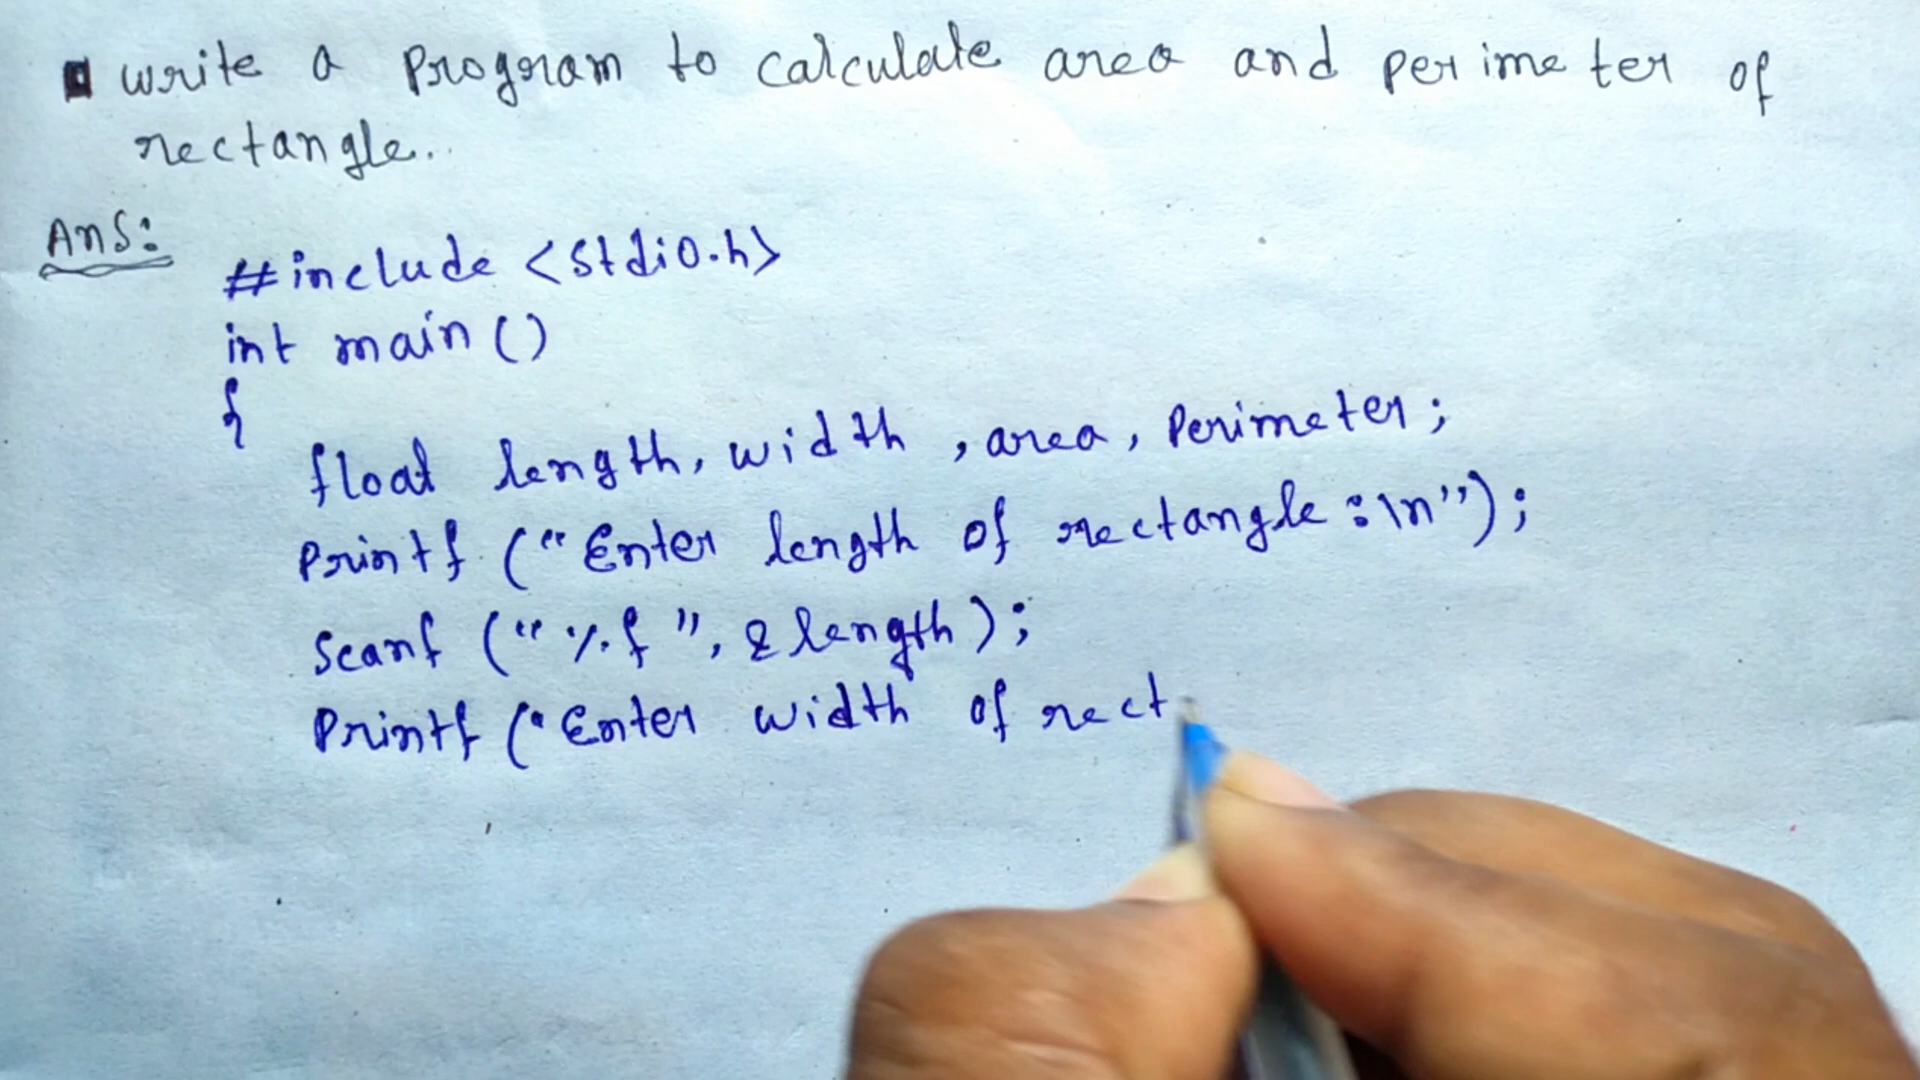 write a program to calculate area and perimeter of
rectangle.
Ans:
#include <stdio.h>
int main ()
{
float length, width, area, perimeter;
printf ("Enter length of rectangle :\n");
scanf ("%f", &length);
printf ("Enter width of rect